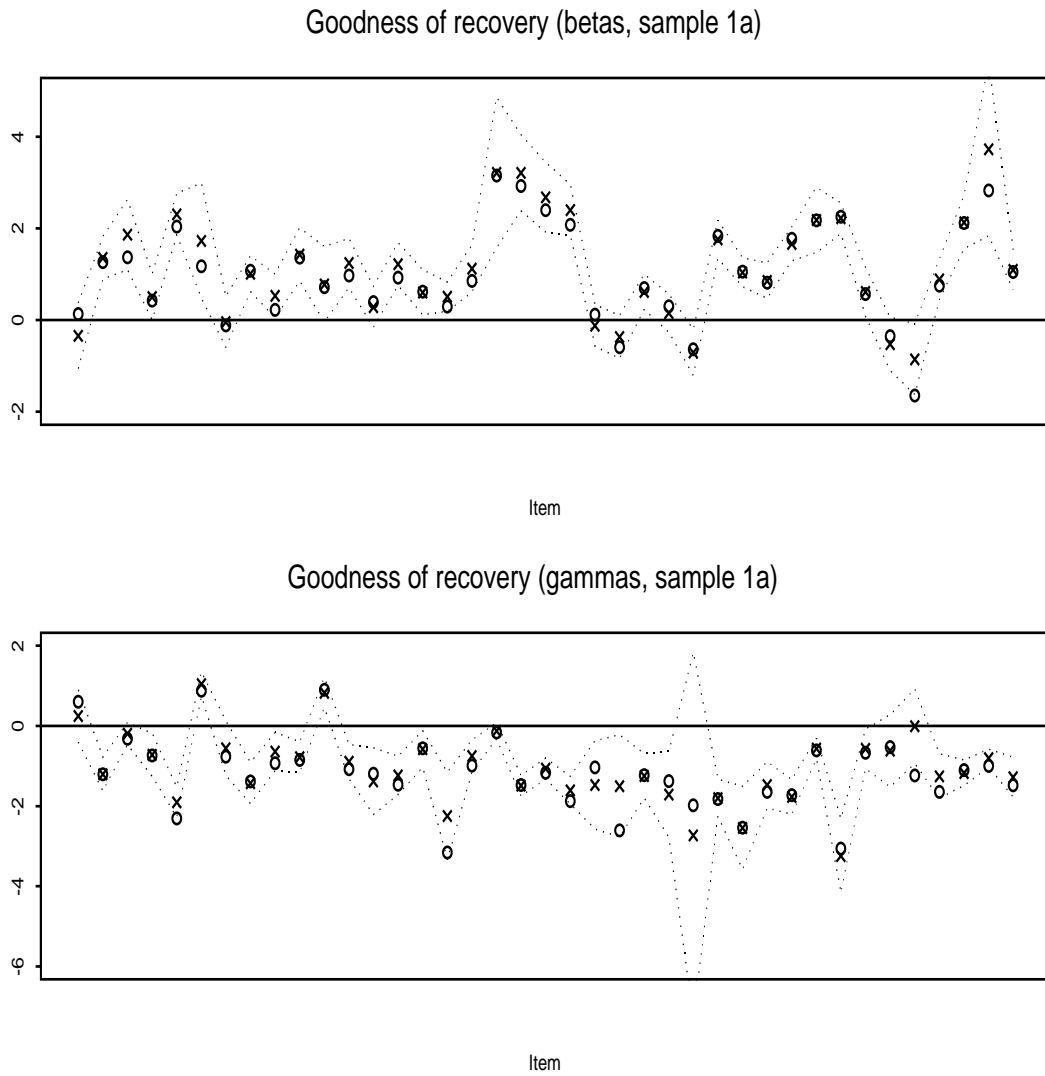 Goodness of recovery (betas, sample 1a)
4
2
0
-2
Item
Goodness of recovery (gammas, sample 1a)
2
0
-2
-4
-6
Item